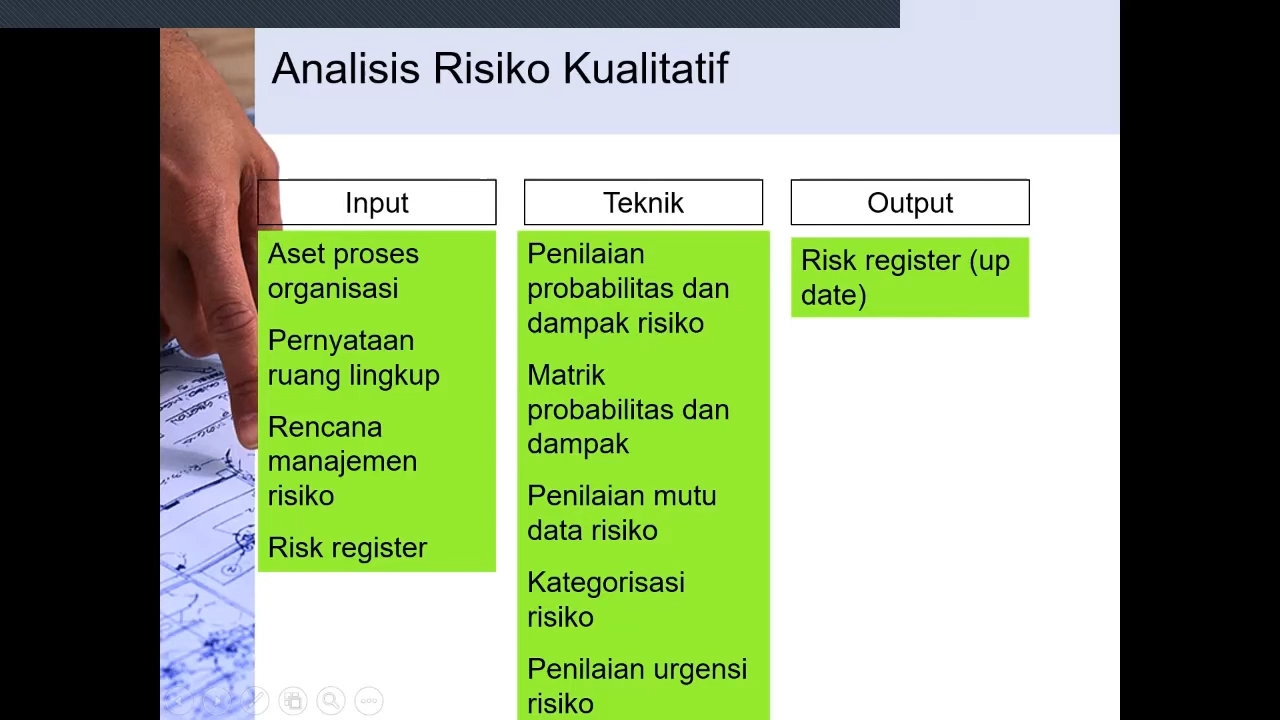 Analisis Risiko Kualitatif
Input
Aset proses
organisasi
Pernyataan
ruang lingkup
Rencana
manajemen
risiko
Risk register
Teknik
Penilaian
probabilitas dan
dampak risiko
Matrik
probabilitas dan
dampak
Penilaian mutu
data risiko
Kategorisasi
risiko
Penilaian urgensi
risiko
Output
Risk register (up
date)